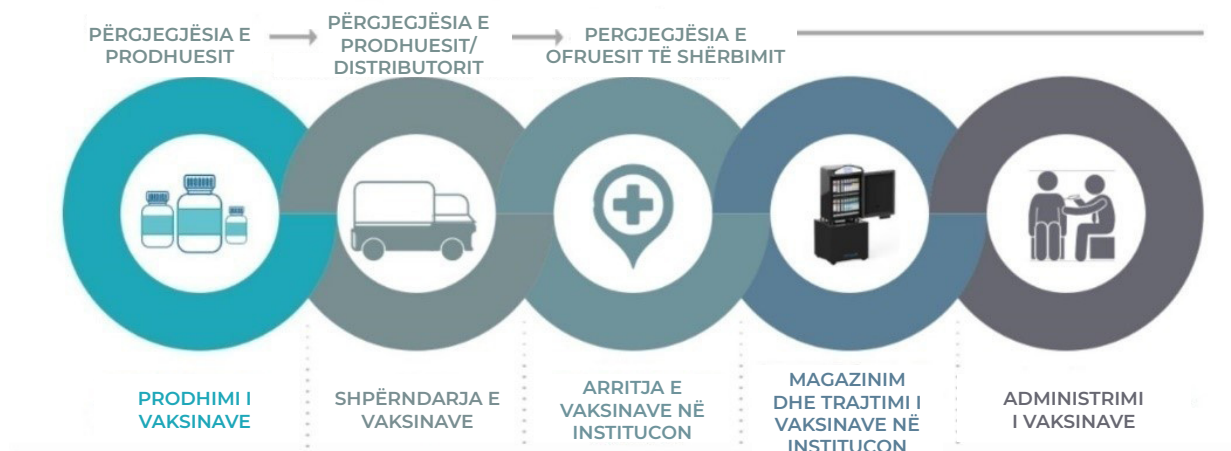 PËRGJEGJËSIA E
PRODHUESIT
PËRGJEGJËSIA E
PRODHUESIT/
DISTRIBUTORIT
PERGJEGJËSIA E
OFRUESIT TË SHËRBIMIT
PRODHIMI I
VAKSINAVE
SHPËRNDARJA E
VAKSINAVE
ARRITJA E
VAKSINAVE NË
INSTITUCON
MAGAZINIM
DHE TRAJTIMI I
VAKSINAVE NË
INSTITUCON
ADMINISTRIMI
I VAKSINAVE